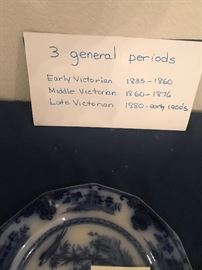 3 general periods
Early Victorian 1835-1860
Middle Victorian 1860-1876
Late Victorian 1880-early 1900's